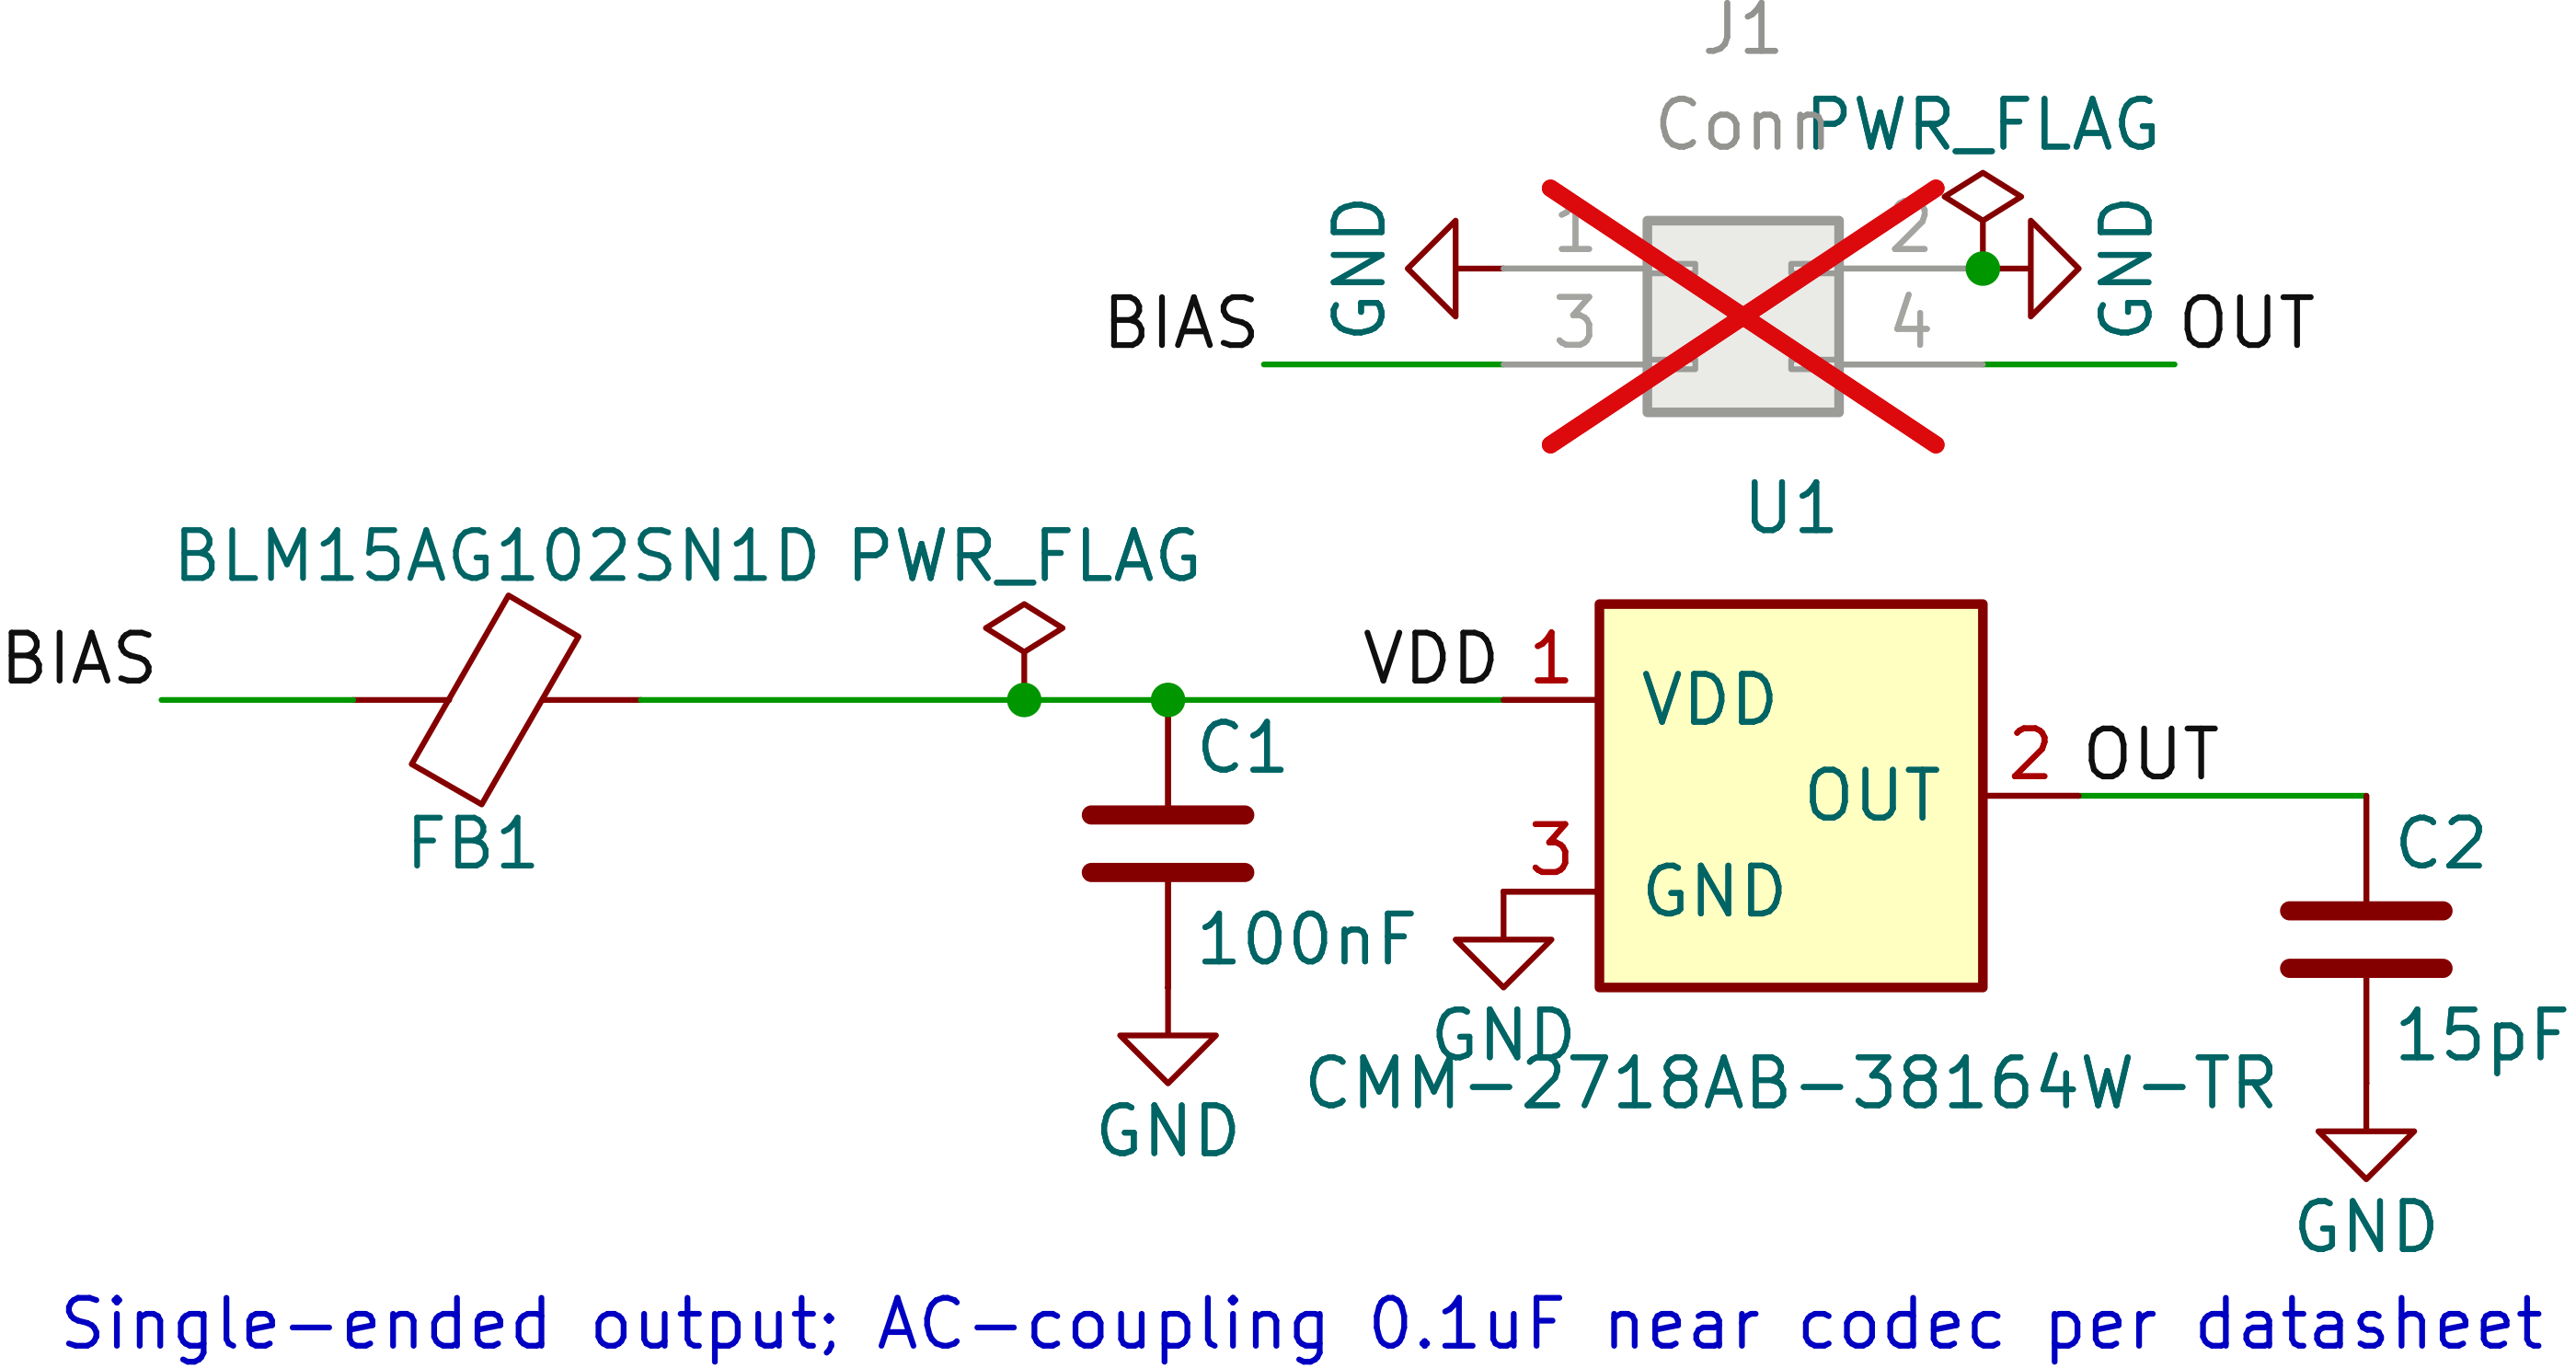 J1
Conn
PWR_FLAG
GND
1
2
GND
BIAS
3
4
OUT
U1
BLM15AG102SN1D
PWR_FLAG
BIAS
VDD
1
VDD
FB1
C1
OUT
2
OUT
3
GND
C2
100nF
GND
15pF
CMM-2718AB-38164W-TR
GND
GND
Single-ended output; AC-coupling 0.1uF near codec per datasheet